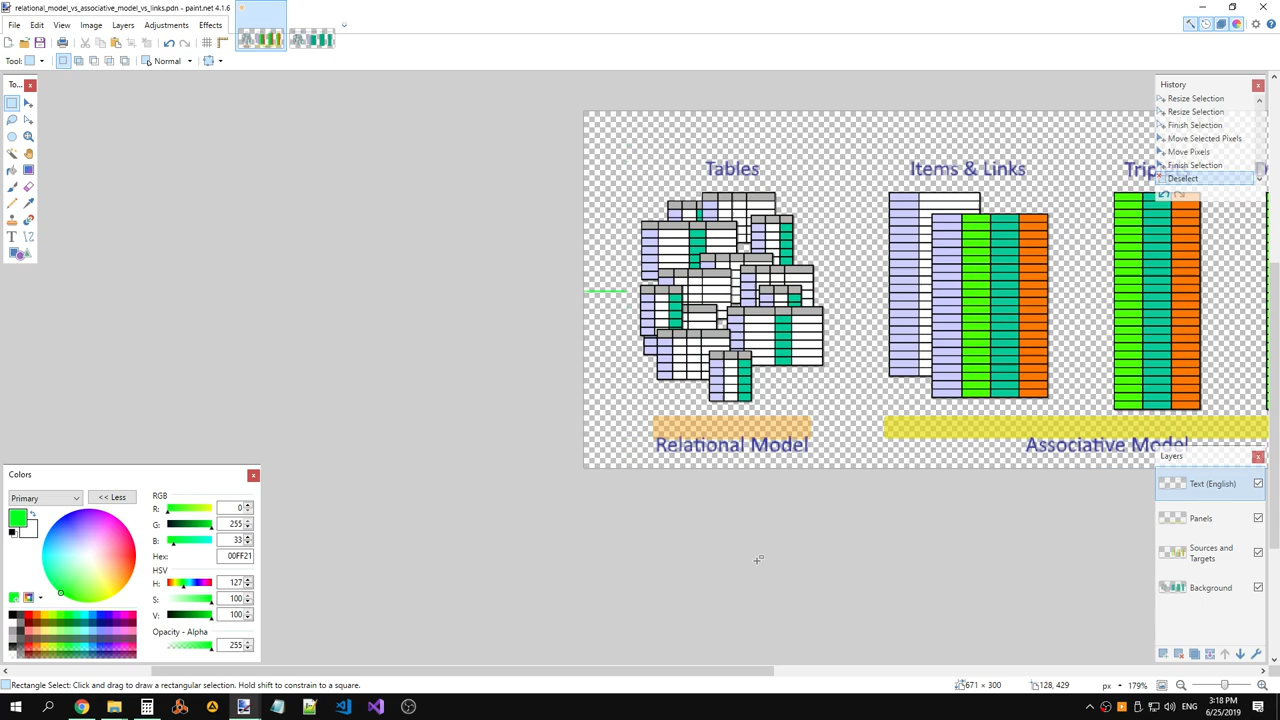 relational_model_vs_associative_model_vs_links.pdn - paint.net 4.1.6
File Edit View Image Layers Adjustments Effects
Tool:
Normal
To...
History
Resize Selection
Resize Selection
Finish Selection
Move Selected Pixels
Move Pixels
Finish Selection
Deselect
Tables
Items & Links
Relational Model
Associative Model
Layers
Text (English)
Panels
Sources and
Targets
Background
Colors
Primary
<< Less
RGB
R: 0
G: 255
B: 33
Hex: 00FF21
HSV
H: 127
S: 100
V: 100
Opacity - Alpha
255
Rectangle Select: Click and drag to draw a rectangular selection. Hold shift to constrain to a square.
671 × 300
128, 429
px
179%
ENG
3:18 PM
6/25/2019